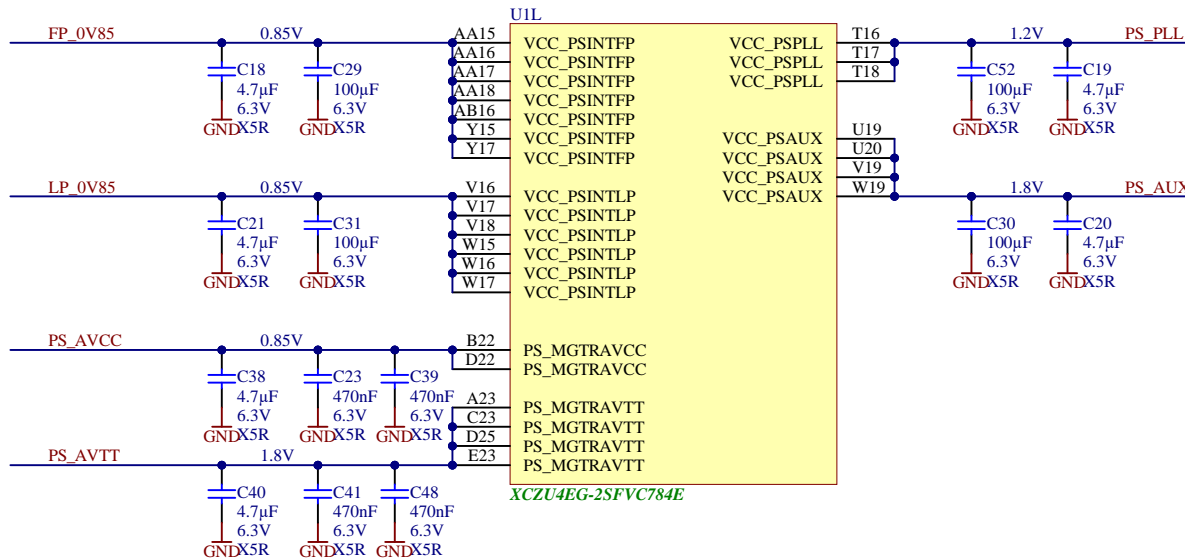 U1L
FP_0V85 0.85V AA15 VCC_PSINTFP VCC_PSPLL T16 1.2V PS_PLL
AA16 VCC_PSINTFP VCC_PSPLL T17
C18 C29 AA17 VCC_PSINTFP VCC_PSPLL T18 C52 C19
4.7µF 100µF AA18 VCC_PSINTFP 100µF 4.7µF
6.3V 6.3V AB16 VCC_PSINTFP 6.3V 6.3V
GND X5R GND X5R Y15 VCC_PSINTFP VCC_PSAUX U19 GND X5R GND X5R
Y17 VCC_PSINTFP VCC_PSAUX U20
VCC_PSAUX V19
LP_0V85 0.85V V16 VCC_PSINTLP VCC_PSAUX W19 1.8V PS_AUX
V17 VCC_PSINTLP
C21 C31 V18 VCC_PSINTLP C30 C20
4.7µF 100µF W15 VCC_PSINTLP 100µF 4.7µF
6.3V 6.3V W16 VCC_PSINTLP 6.3V 6.3V
GND X5R GND X5R W17 VCC_PSINTLP GND X5R GND X5R
PS_AVCC 0.85V B22 PS_MGTRAVCC
D22 PS_MGTRAVCC
C38 C23 C39
4.7µF 470nF 470nF A23 PS_MGTRAVTT
6.3V 6.3V 6.3V C23 PS_MGTRAVTT
GND X5R GND X5R GND X5R D25 PS_MGTRAVTT
PS_AVTT 1.8V E23 PS_MGTRAVTT
C40 C41 C48 XCZU4EG-2SFVC784E
4.7µF 470nF 470nF
6.3V 6.3V 6.3V
GND X5R GND X5R GND X5R